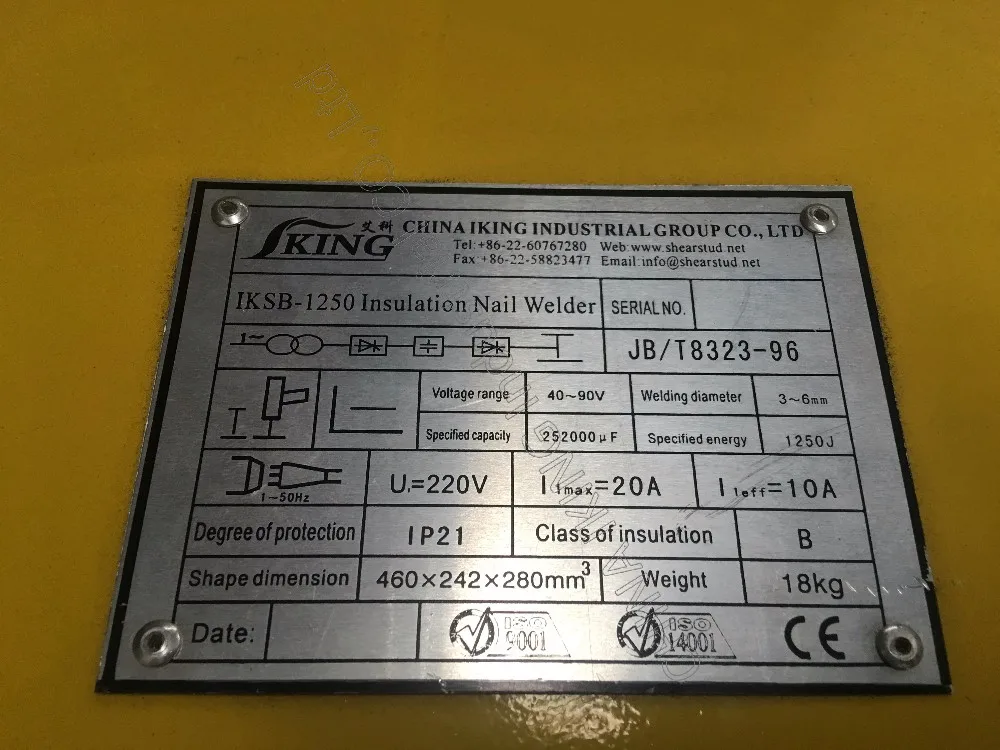 艾科 CHINA IKING INDUSTRIAL GROUP CO., LTD
IKING
Tel:+86-22-60767280 Web:www.shearstud.net
Fax:+86-22-58823477 Email:info@shearstud.net
IKSB-1250 Insulation Nail Welder SERIAL NO.
1~
JB/T8323-96
Voltage range 40~90V Welding diameter 3~6mm
Specified capacity 252000μF Specified energy 1250J
1~50Hz
U₁=220V I1max=20A I1eff=10A
Degree of protection IP21 Class of insulation B
Shape dimension 460×242×280mm³ Weight 18kg
Date: ISO 9001 ISO 14001 CE